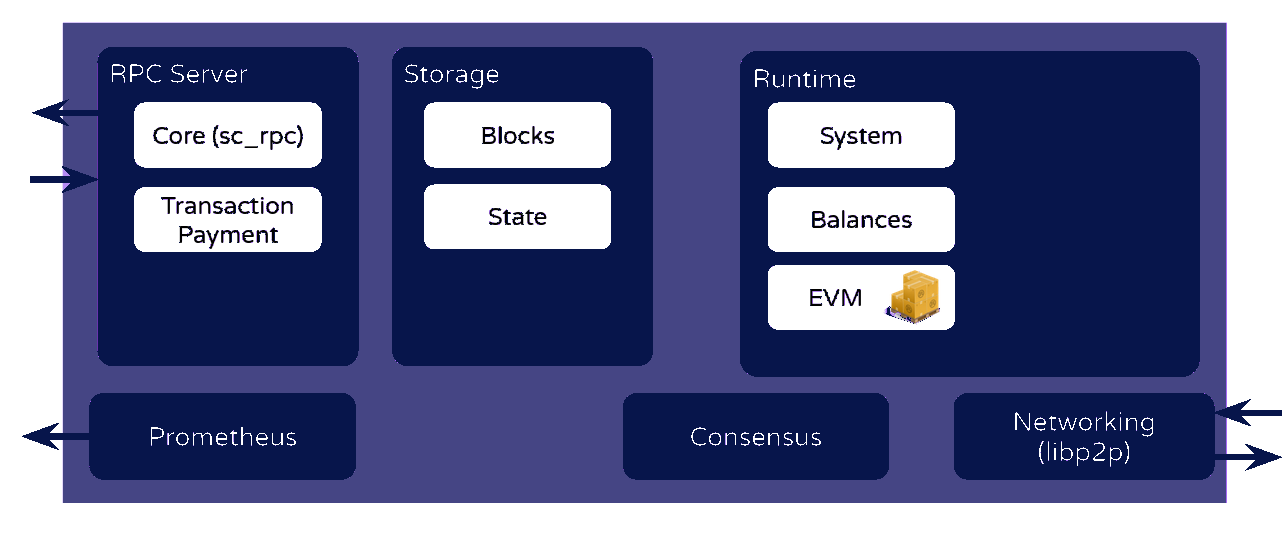 RPC Server
Core (sc_rpc)
Transaction
Payment
Storage
Blocks
State
Runtime
System
Balances
EVM
Prometheus
Consensus
Networking
(libp2p)